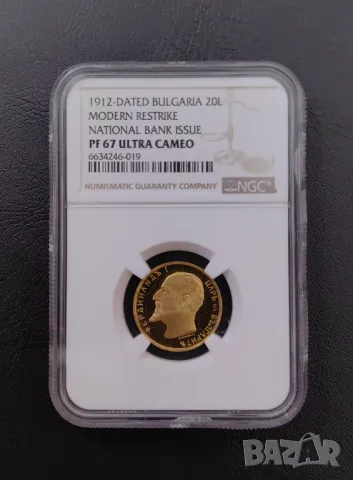 1912-DATED BULGARIA 20L
MODERN RESTRIKE
NATIONAL BANK ISSUE
PF 67 ULTRA CAMEO
6634246-019
NUMISMATIC GUARANTY COMPANY
NGC
ФЕРДИНАНДЪ I
ЦАРЬ НА БЪЛГАРИТѢ
BAZAR